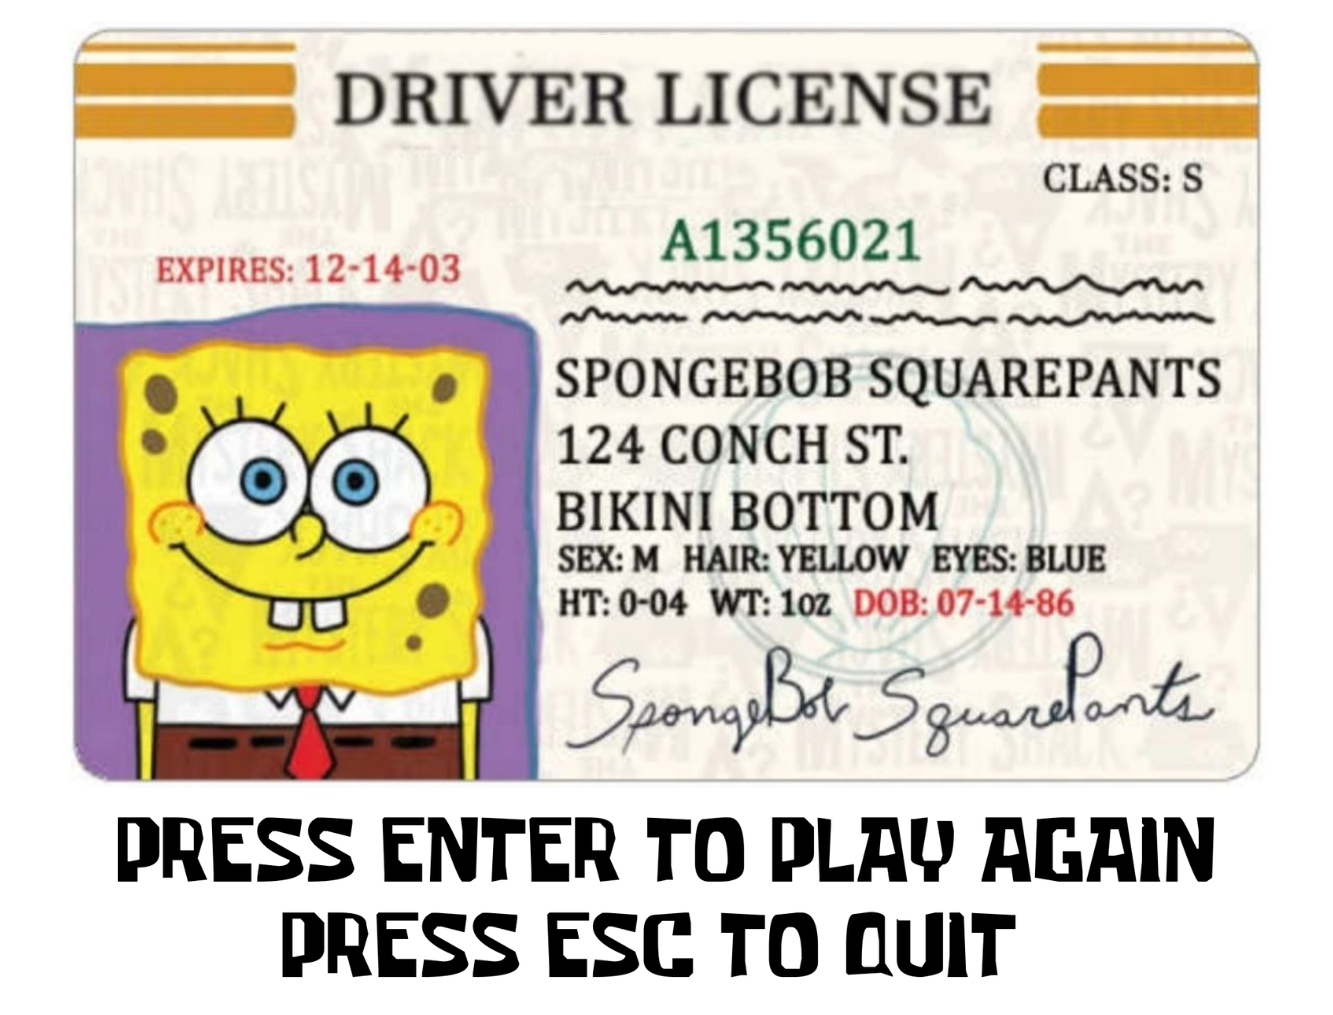 DRIVER LICENSE
CLASS: S
A1356021
EXPIRES: 12-14-03
SPONGEBOB SQUAREPANTS
124 CONCH ST.
BIKINI BOTTOM
SEX: M HAIR: YELLOW EYES: BLUE
HT: 0-04 WT: 1oz DOB: 07-14-86
SpongeBob SquarePants
PRESS ENTER TO PLAY AGAIN
PRESS ESC TO QUIT